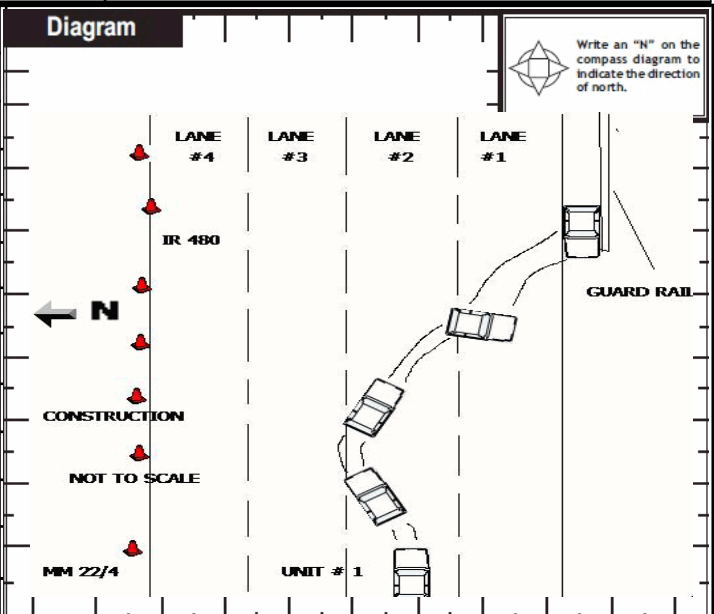 Diagram
Write an “N” on the
compass diagram to
indicate the direction
of north.
LANE
#4
LANE
#3
LANE
#2
LANE
#1
IR 480
GUARD RAIL
N
CONSTRUCTION
NOT TO SCALE
MM 22/4
UNIT # 1